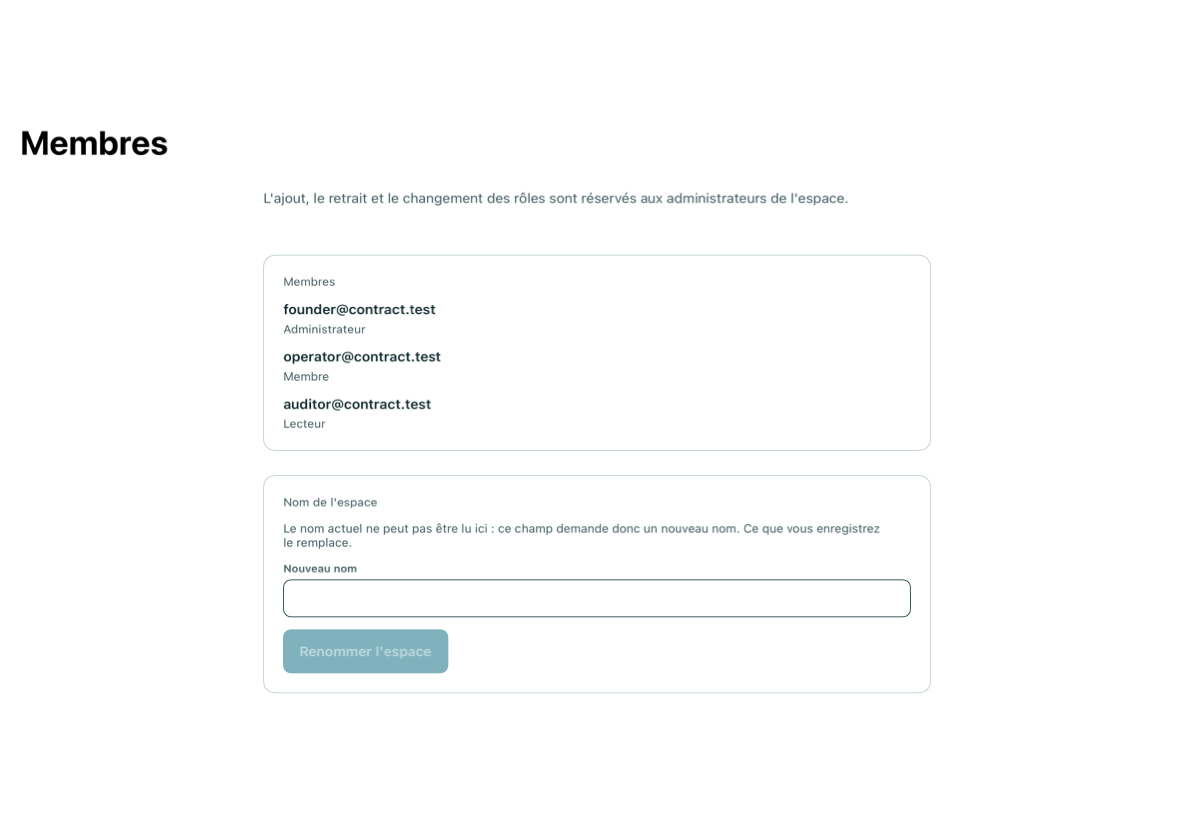 Membres
L'ajout, le retrait et le changement des rôles sont réservés aux administrateurs de l'espace.
Membres
founder@contract.test
Administrateur
operator@contract.test
Membre
auditor@contract.test
Lecteur
Nom de l'espace
Le nom actuel ne peut pas être lu ici : ce champ demande donc un nouveau nom. Ce que vous enregistrez
le remplace.
Nouveau nom
Renommer l'espace